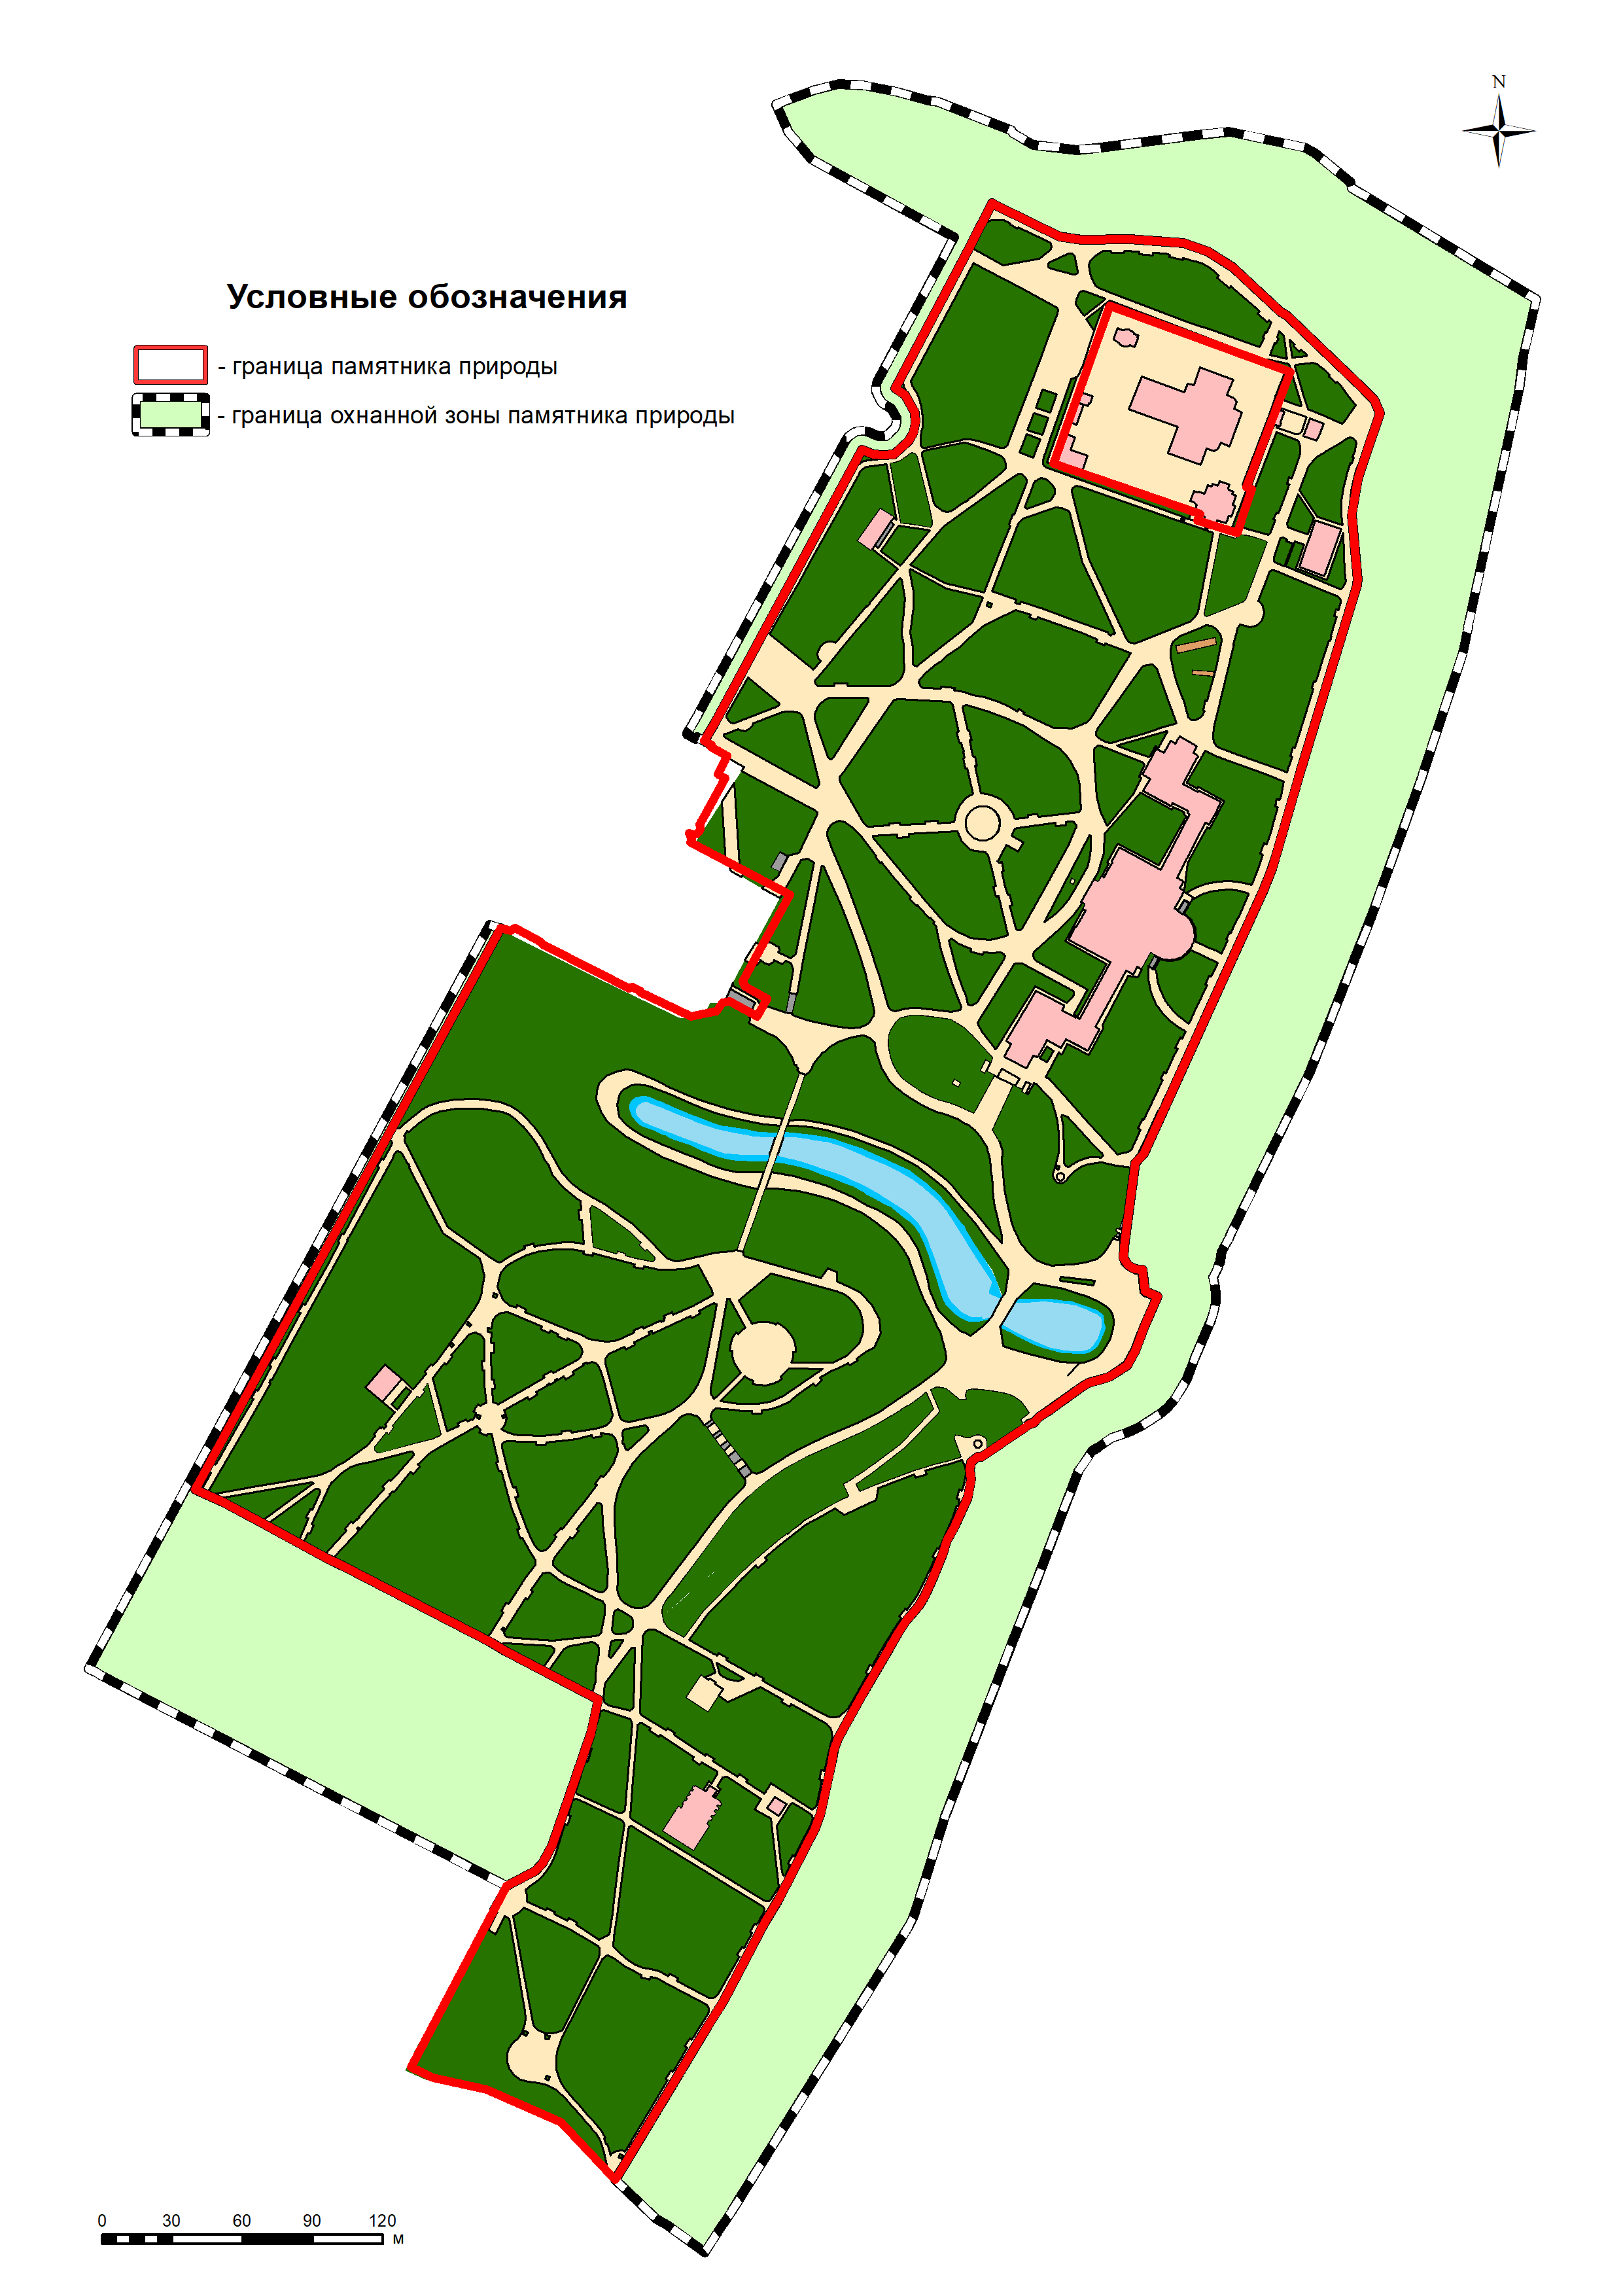 N
Условные обозначения
- граница памятника природы
- граница охнанной зоны памятника природы
0 30 60 90 120
м